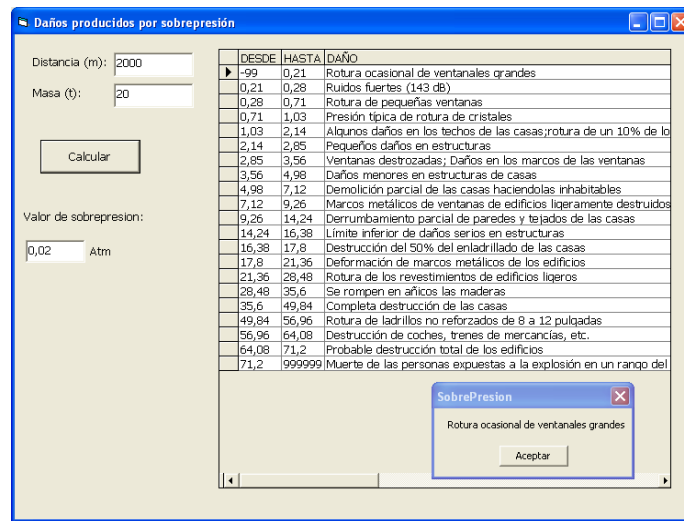 Daños producidos por sobrepresión
Distancia (m): 2000
Masa (t): 20
Calcular
Valor de sobrepresion:
0,02 Atm
DESDE HASTA DAÑO
-99 0,21 Rotura ocasional de ventanales grandes
0,21 0,28 Ruidos fuertes (143 dB)
0,28 0,71 Rotura de pequeñas ventanas
0,71 1,03 Presión típica de rotura de cristales
1,03 2,14 Algunos daños en los techos de las casas;rotura de un 10% de lo
2,14 2,85 Pequeños daños en estructuras
2,85 3,56 Ventanas destrozadas; Daños en los marcos de las ventanas
3,56 4,98 Daños menores en estructuras de casas
4,98 7,12 Demolición parcial de las casas haciendolas inhabitables
7,12 9,26 Marcos metálicos de ventanas de edificios ligeramente destruidos
9,26 14,24 Derrumbamiento parcial de paredes y tejados de las casas
14,24 16,38 Límite inferior de daños serios en estructuras
16,38 17,8 Destrucción del 50% del enladrillado de las casas
17,8 21,36 Deformación de marcos metálicos de los edificios
21,36 28,48 Rotura de los revestimientos de edificios ligeros
28,48 35,6 Se rompen en añicos las maderas
35,6 49,84 Completa destrucción de las casas
49,84 56,96 Rotura de ladrillos no reforzados de 8 a 12 pulgadas
56,96 64,08 Destrucción de coches, trenes de mercancías, etc.
64,08 71,2 Probable destrucción total de los edificios
71,2 999999 Muerte de las personas expuestas a la explosión en un rango del
SobrePresion
Rotura ocasional de ventanales grandes
Aceptar